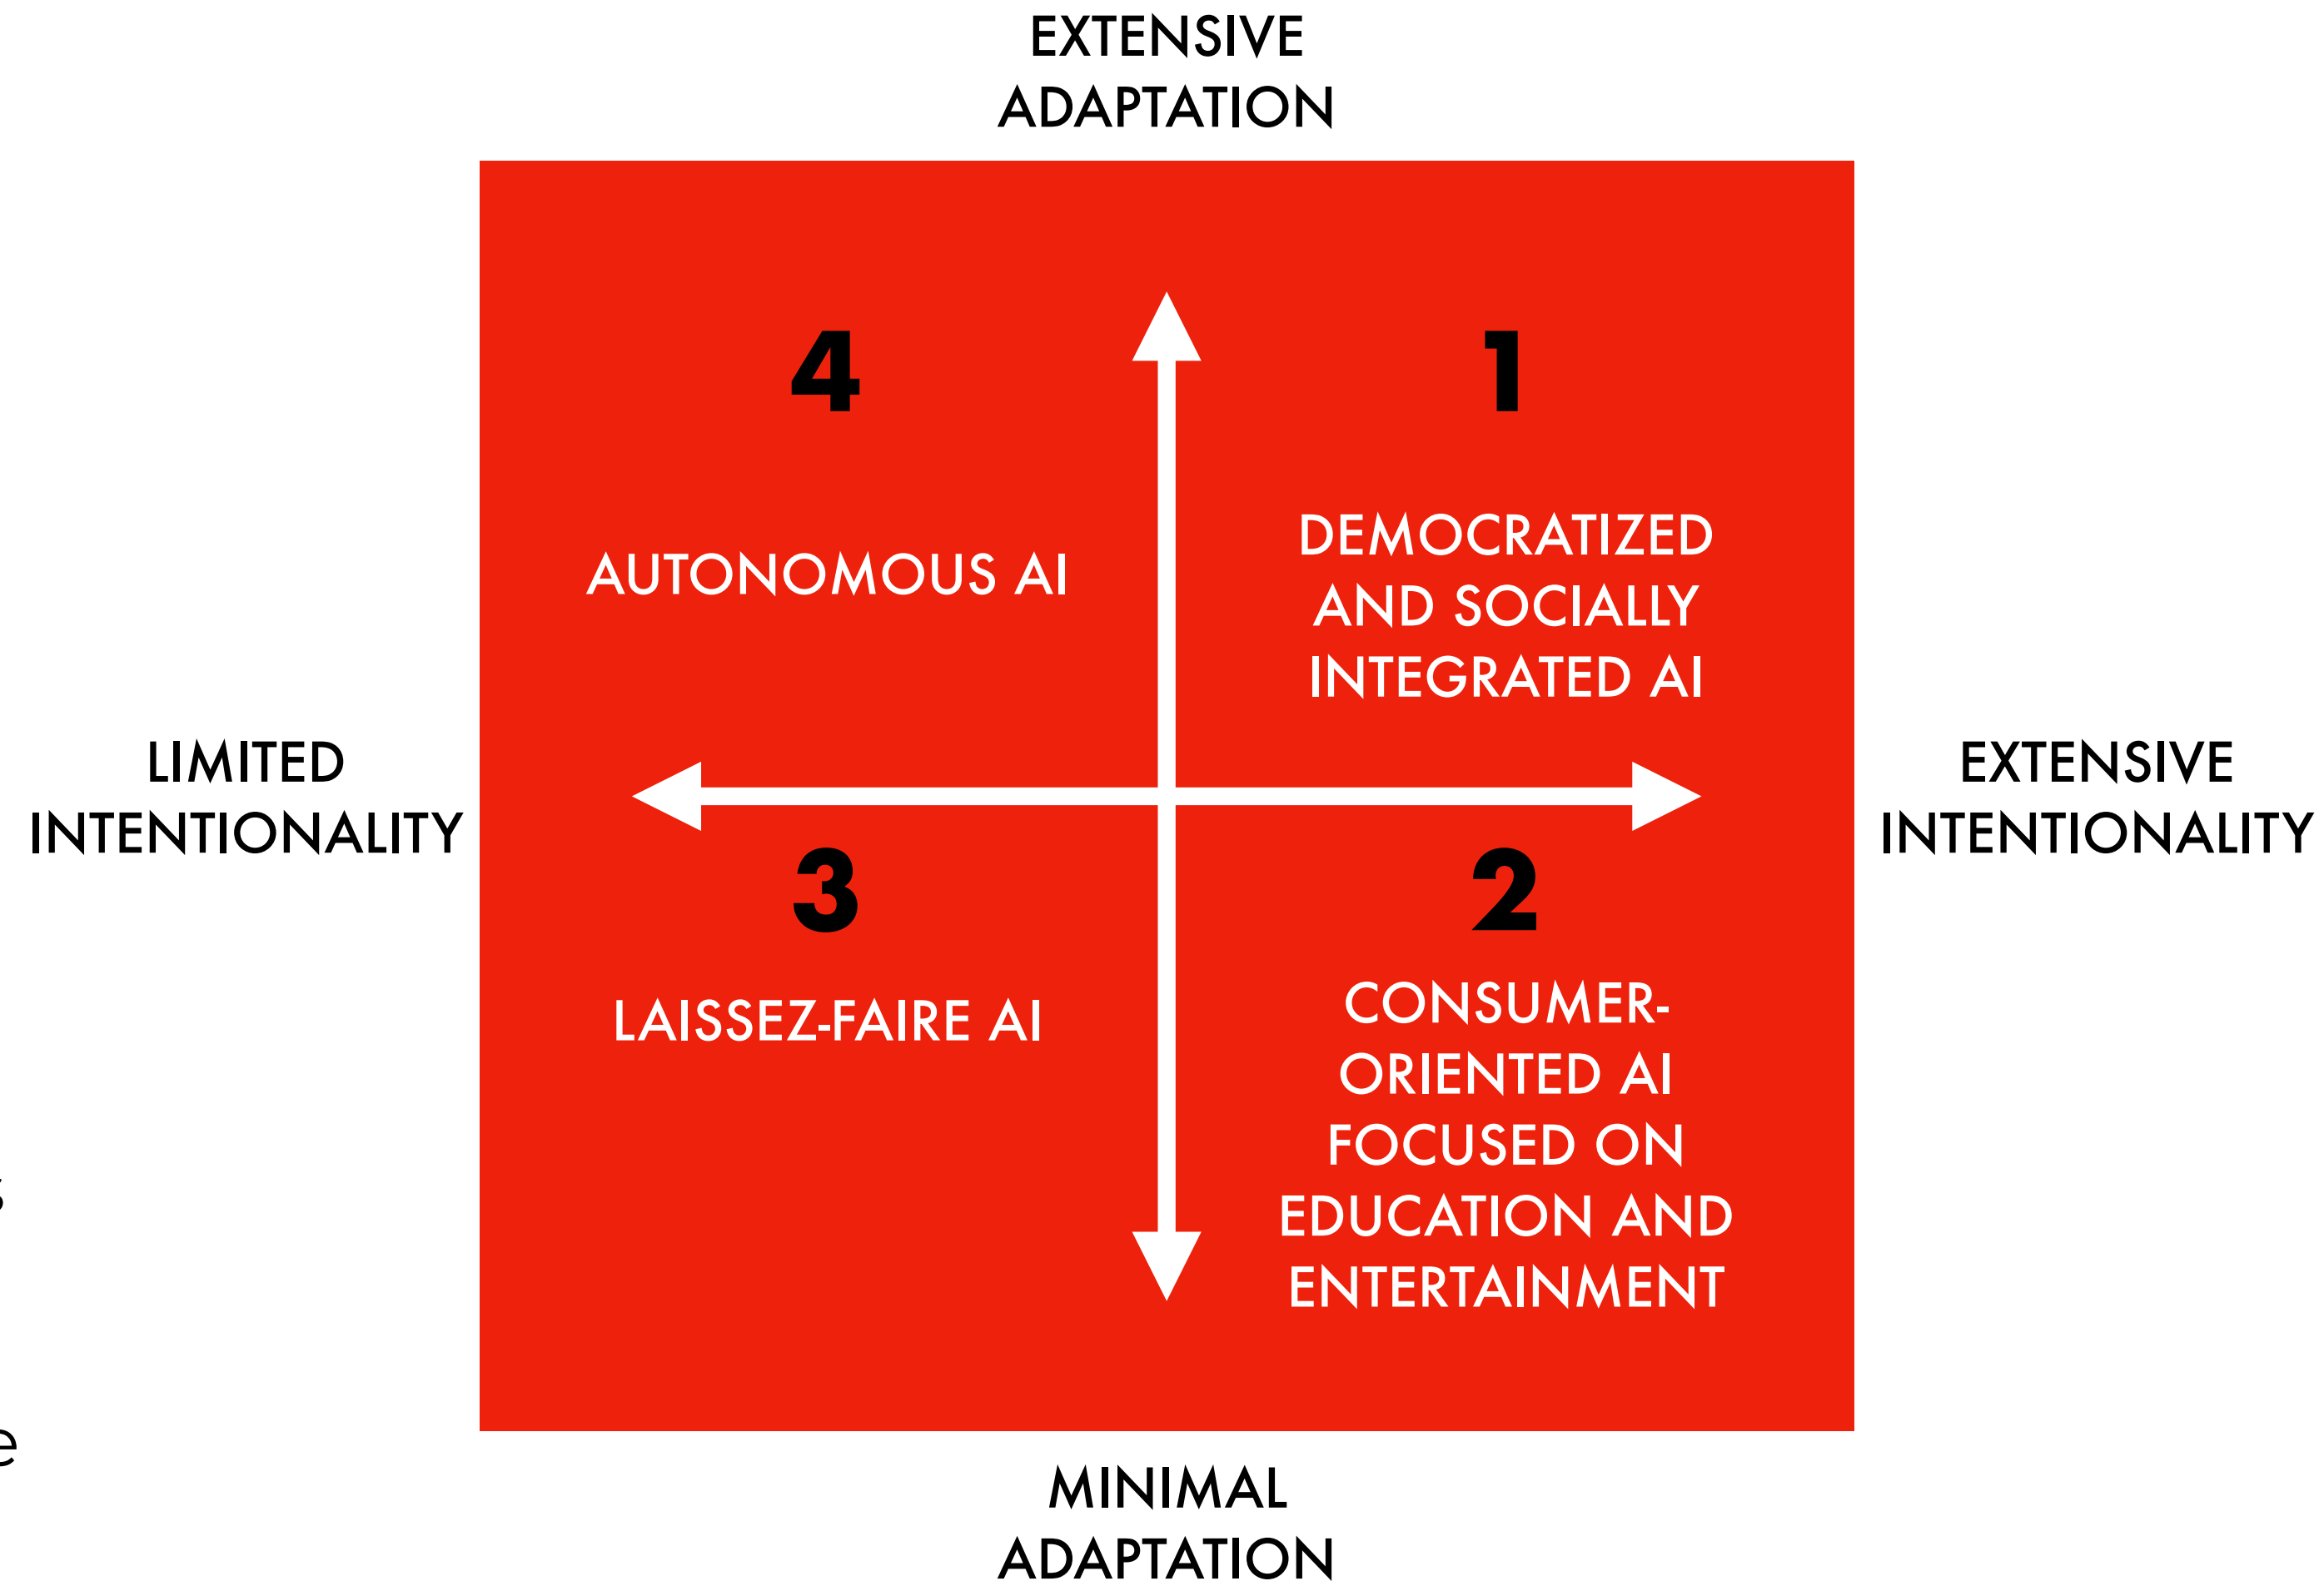 EXTENSIVE
ADAPTATION
4
1
AUTONOMOUS AI
DEMOCRATIZED
AND SOCIALLY
INTEGRATED AI
LIMITED
INTENTIONALITY
EXTENSIVE
INTENTIONALITY
3
2
LAISSEZ-FAIRE AI
CONSUMER-
ORIENTED AI
FOCUSED ON
EDUCATION AND
ENTERTAINMENT
MINIMAL
ADAPTATION